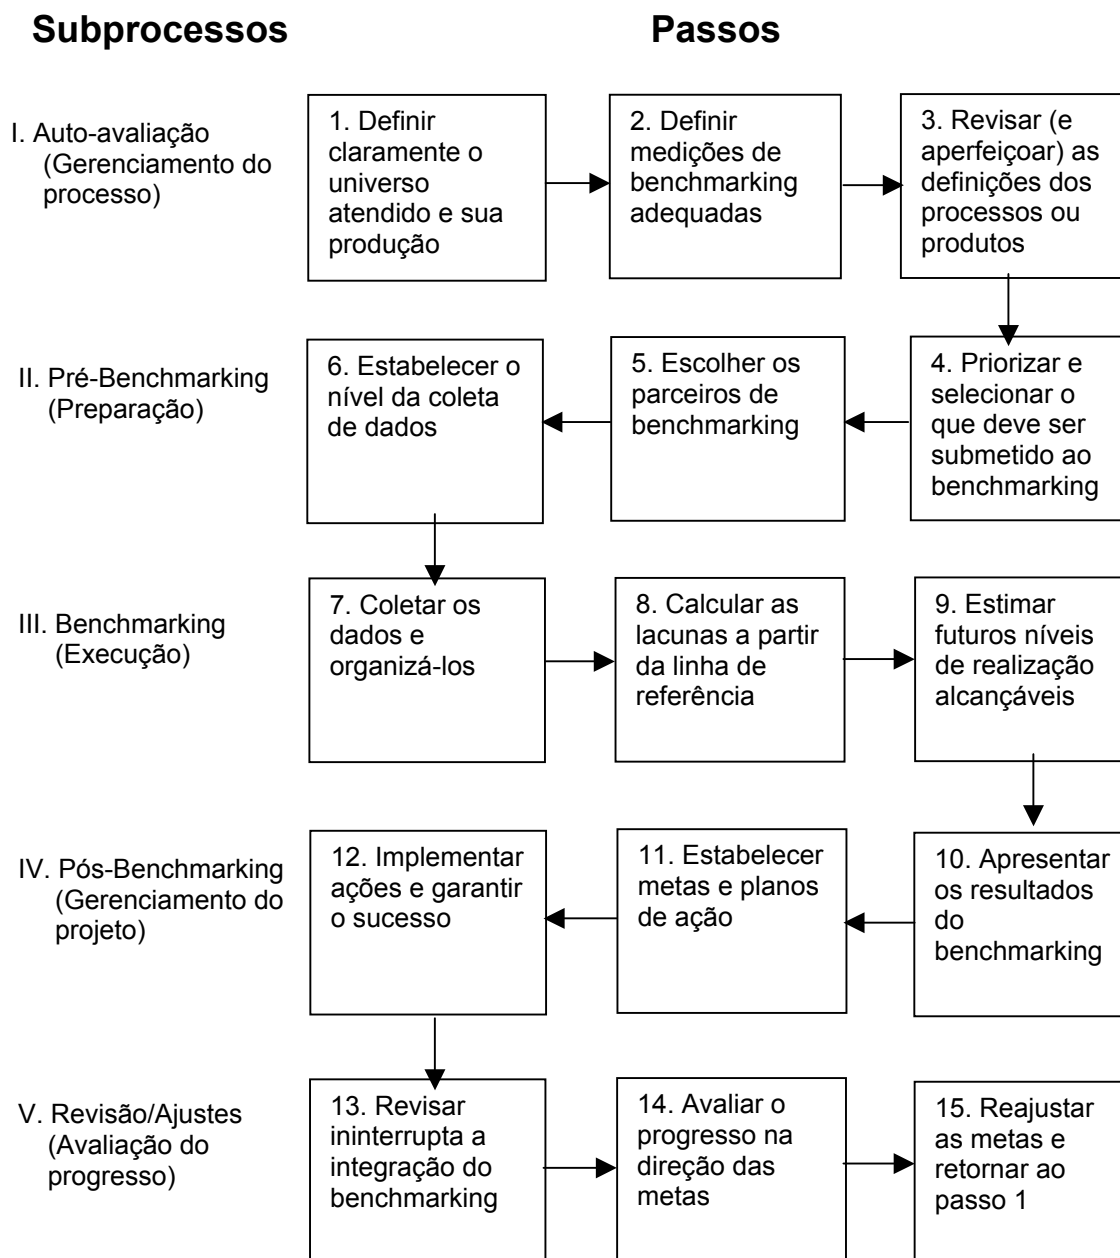 Subprocessos
Passos
I. Auto-avaliação
(Gerenciamento do
processo)
1. Definir
claramente o
universo
atendido e sua
produção
2. Definir
medições de
benchmarking
adequadas
3. Revisar (e
aperfeiçoar) as
definições dos
processos ou
produtos
II. Pré-Benchmarking
(Preparação)
6. Estabelecer o
nível da coleta
de dados
5. Escolher os
parceiros de
benchmarking
4. Priorizar e
selecionar o
que deve ser
submetido ao
benchmarking
III. Benchmarking
(Execução)
7. Coletar os
dados e
organizá-los
8. Calcular as
lacunas a partir
da linha de
referência
9. Estimar
futuros níveis
de realização
alcançáveis
IV. Pós-Benchmarking
(Gerenciamento do
projeto)
12. Implementar
ações e garantir
o sucesso
11. Estabelecer
metas e planos
de ação
10. Apresentar
os resultados
do
benchmarking
V. Revisão/Ajustes
(Avaliação do
progresso)
13. Revisar
ininterrupta a
integração do
benchmarking
14. Avaliar o
progresso na
direção das
metas
15. Reajustar
as metas e
retornar ao
passo 1